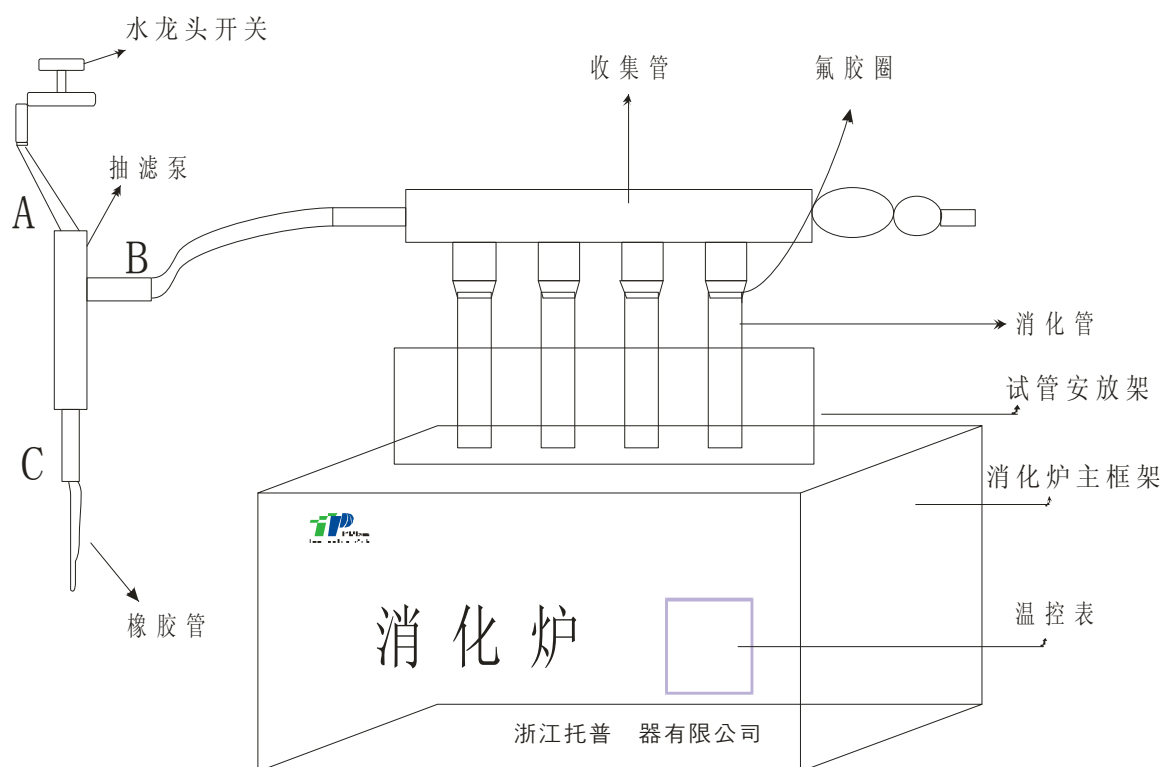 水龙头开关
收集管
氟胶圈
抽滤泵
A
B
消化管
试管安放架
C
消化炉主框架
TP
橡胶管
消化炉
温控表
浙江托普 器有限公司